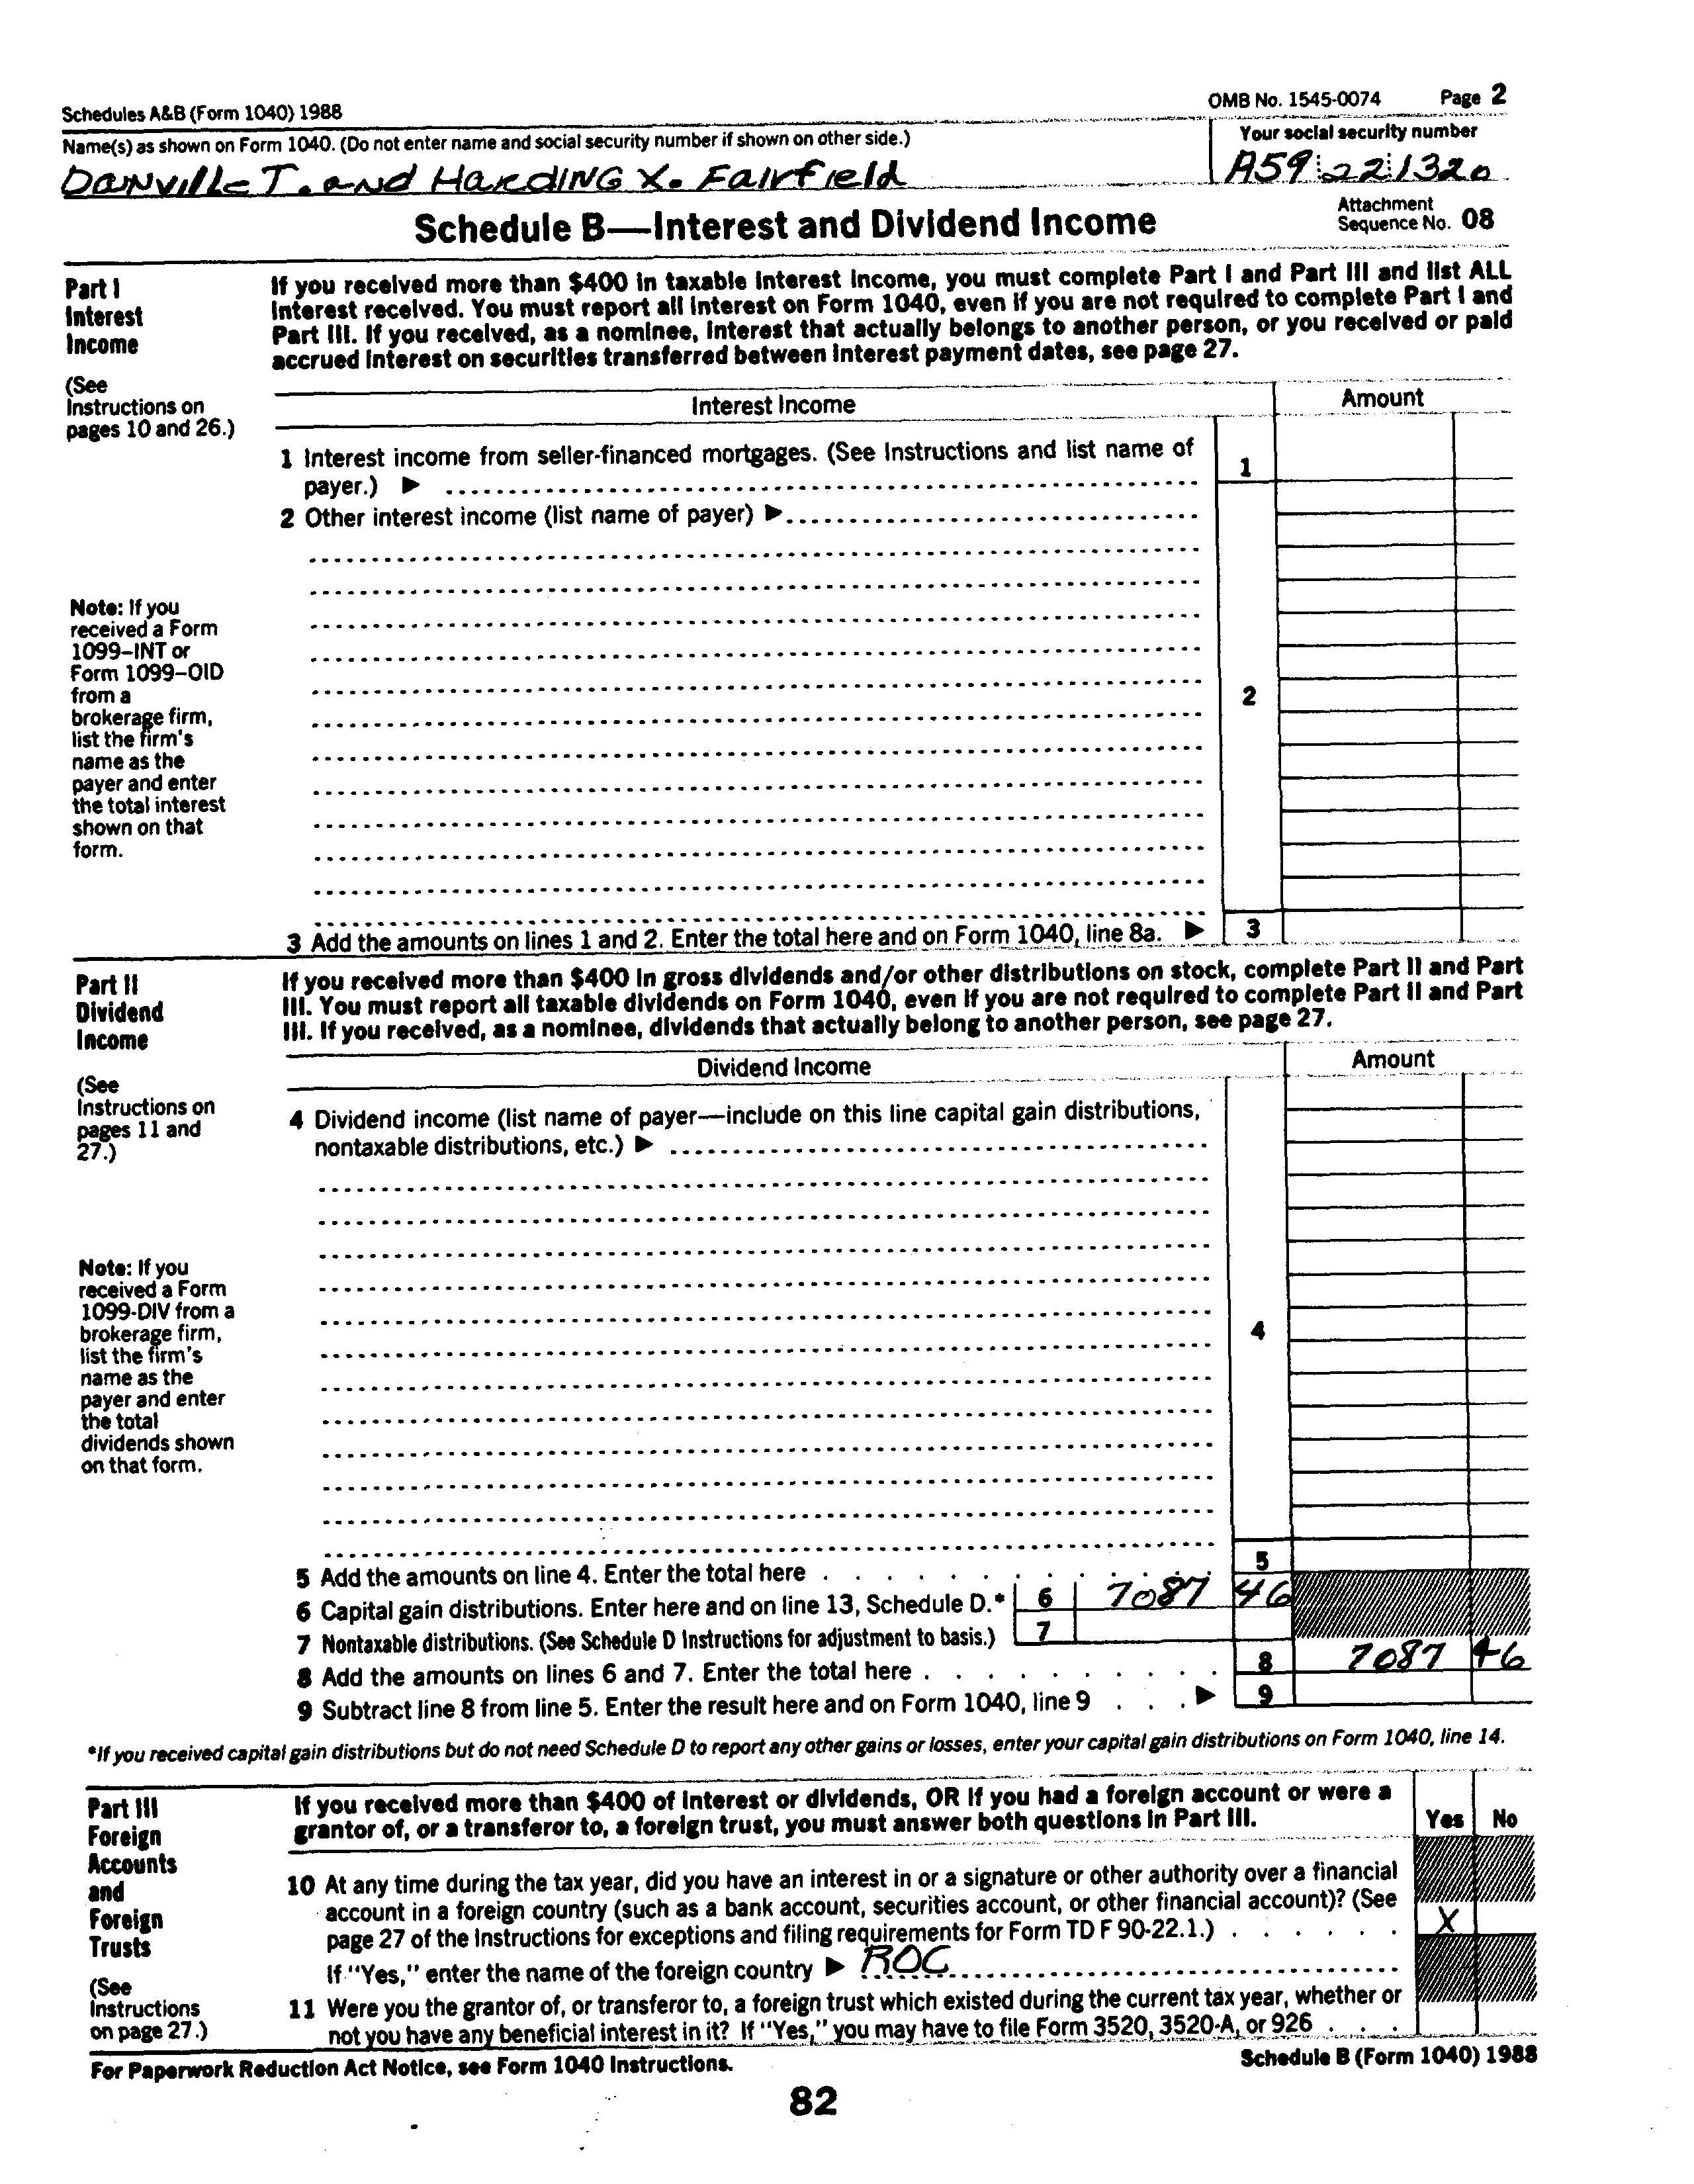 Schedules A&B (Form 1040) 1988 OMB No. 1545-0074 Page 2
Name(s) as shown on Form 1040. (Do not enter name and social security number if shown on other side.) Your social security number
Danville T. and Harding X. Fairfield A59 22 1320
Schedule B—Interest and Dividend Income
Attachment
Sequence No. 08
Part I
Interest
Income
(See
Instructions on
pages 10 and 26.)
If you received more than $400 in taxable interest income, you must complete Part I and Part III and list ALL
interest received. You must report all interest on Form 1040, even if you are not required to complete Part I and
Part III. If you received, as a nominee, interest that actually belongs to another person, or you received or paid
accrued interest on securities transferred between interest payment dates, see page 27.
Interest Income Amount
1 Interest income from seller-financed mortgages. (See Instructions and list name of
payer.) ▶ 1
2 Other interest income (list name of payer) ▶
Note: If you
received a Form
1099–INT or
Form 1099–OID
from a
brokerage firm,
list the firm's
name as the
payer and enter
the total interest
shown on that
form.
2
3 Add the amounts on lines 1 and 2. Enter the total here and on Form 1040, line 8a. ▶ 3
Part II
Dividend
Income
(See
Instructions on
pages 11 and
27.)
If you received more than $400 in gross dividends and/or other distributions on stock, complete Part II and Part
III. You must report all taxable dividends on Form 1040, even if you are not required to complete Part II and Part
III. If you received, as a nominee, dividends that actually belong to another person, see page 27.
Dividend Income Amount
4 Dividend income (list name of payer—include on this line capital gain distributions,
nontaxable distributions, etc.) ▶
Note: If you
received a Form
1099-DIV from a
brokerage firm,
list the firm's
name as the
payer and enter
the total
dividends shown
on that form.
4
5 Add the amounts on line 4. Enter the total here 5
6 Capital gain distributions. Enter here and on line 13, Schedule D.* 6 7087 46
7 Nontaxable distributions. (See Schedule D Instructions for adjustment to basis.) 7
8 Add the amounts on lines 6 and 7. Enter the total here 8 7087 46
9 Subtract line 8 from line 5. Enter the result here and on Form 1040, line 9 ▶ 9
*If you received capital gain distributions but do not need Schedule D to report any other gains or losses, enter your capital gain distributions on Form 1040, line 14.
Part III
Foreign
Accounts
and
Foreign
Trusts
(See
Instructions
on page 27.)
If you received more than $400 of interest or dividends, OR if you had a foreign account or were a
grantor of, or a transferor to, a foreign trust, you must answer both questions in Part III. Yes No
10 At any time during the tax year, did you have an interest in or a signature or other authority over a financial
account in a foreign country (such as a bank account, securities account, or other financial account)? (See
page 27 of the Instructions for exceptions and filing requirements for Form TD F 90-22.1.) X
If "Yes," enter the name of the foreign country ▶ ROC
11 Were you the grantor of, or transferor to, a foreign trust which existed during the current tax year, whether or
not you have any beneficial interest in it? If "Yes," you may have to file Form 3520, 3520-A, or 926
For Paperwork Reduction Act Notice, see Form 1040 Instructions. Schedule B (Form 1040) 1988
82